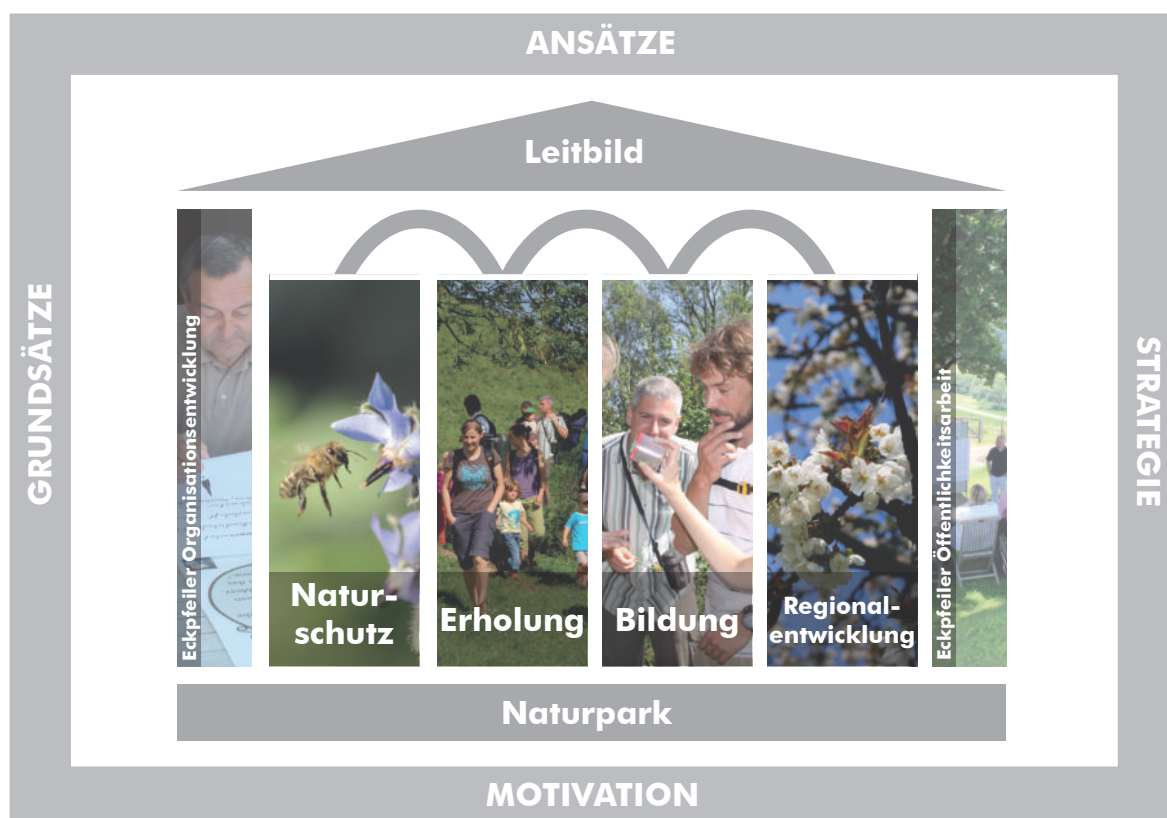 ANSÄTZE
Leitbild
GRUNDSÄTZE
STRATEGIE
Eckpfeiler Organisationsentwicklung
Natur-
schutz
Erholung
Bildung
Regional-
entwicklung
Eckpfeiler Öffentlichkeitsarbeit
Naturpark
MOTIVATION